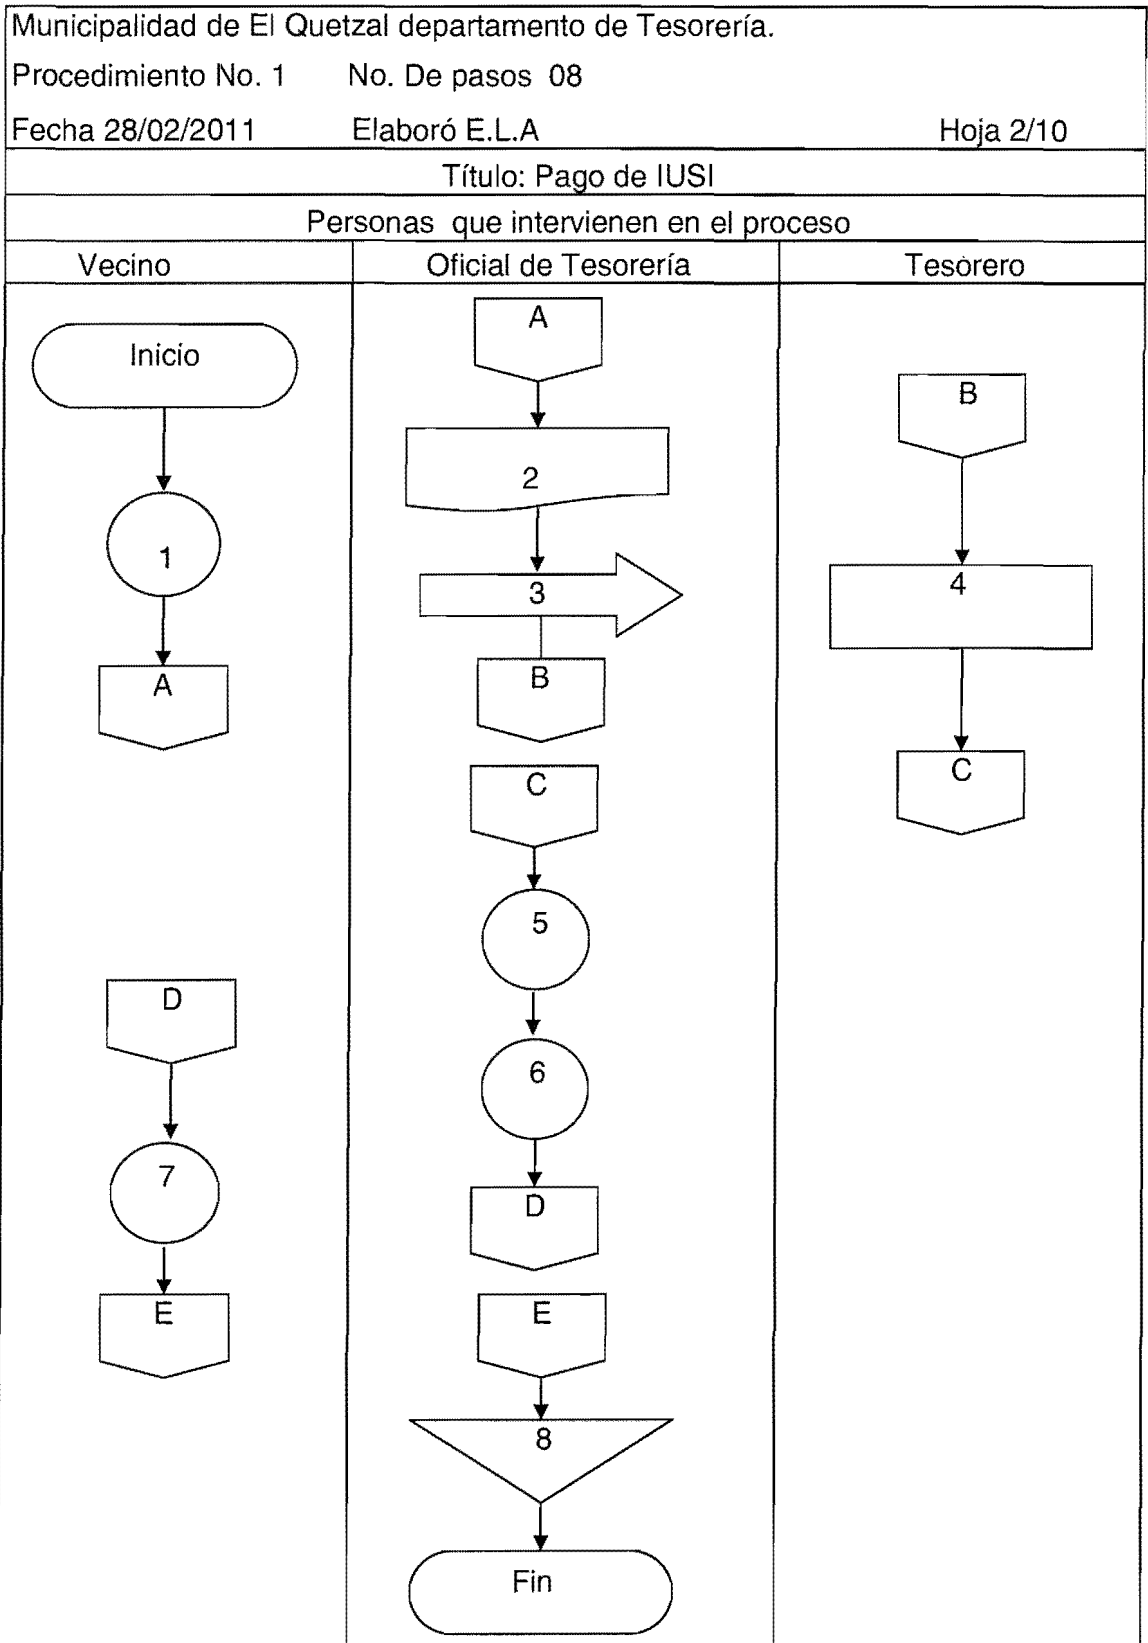 Municipalidad de El Quetzal departamento de Tesorería.
Procedimiento No. 1 No. De pasos 08
Fecha 28/02/2011 Elaboró E.L.A Hoja 2/10
Título: Pago de IUSI
Personas que intervienen en el proceso
Vecino Oficial de Tesorería Tesorero
Inicio
1
A
D
7
E
A
2
3
B
C
5
6
D
E
8
Fin
B
4
C